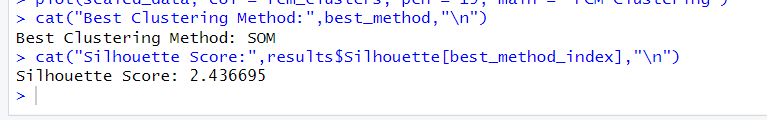 > plot(scaled_data, col = fcm_clusters, pch = 19, main = "FCM Clustering")
> cat("Best Clustering Method:",best_method,"\n")
Best Clustering Method: SOM
> cat("Silhouette Score:",results$Silhouette[best_method_index],"\n")
Silhouette Score: 2.436695
>